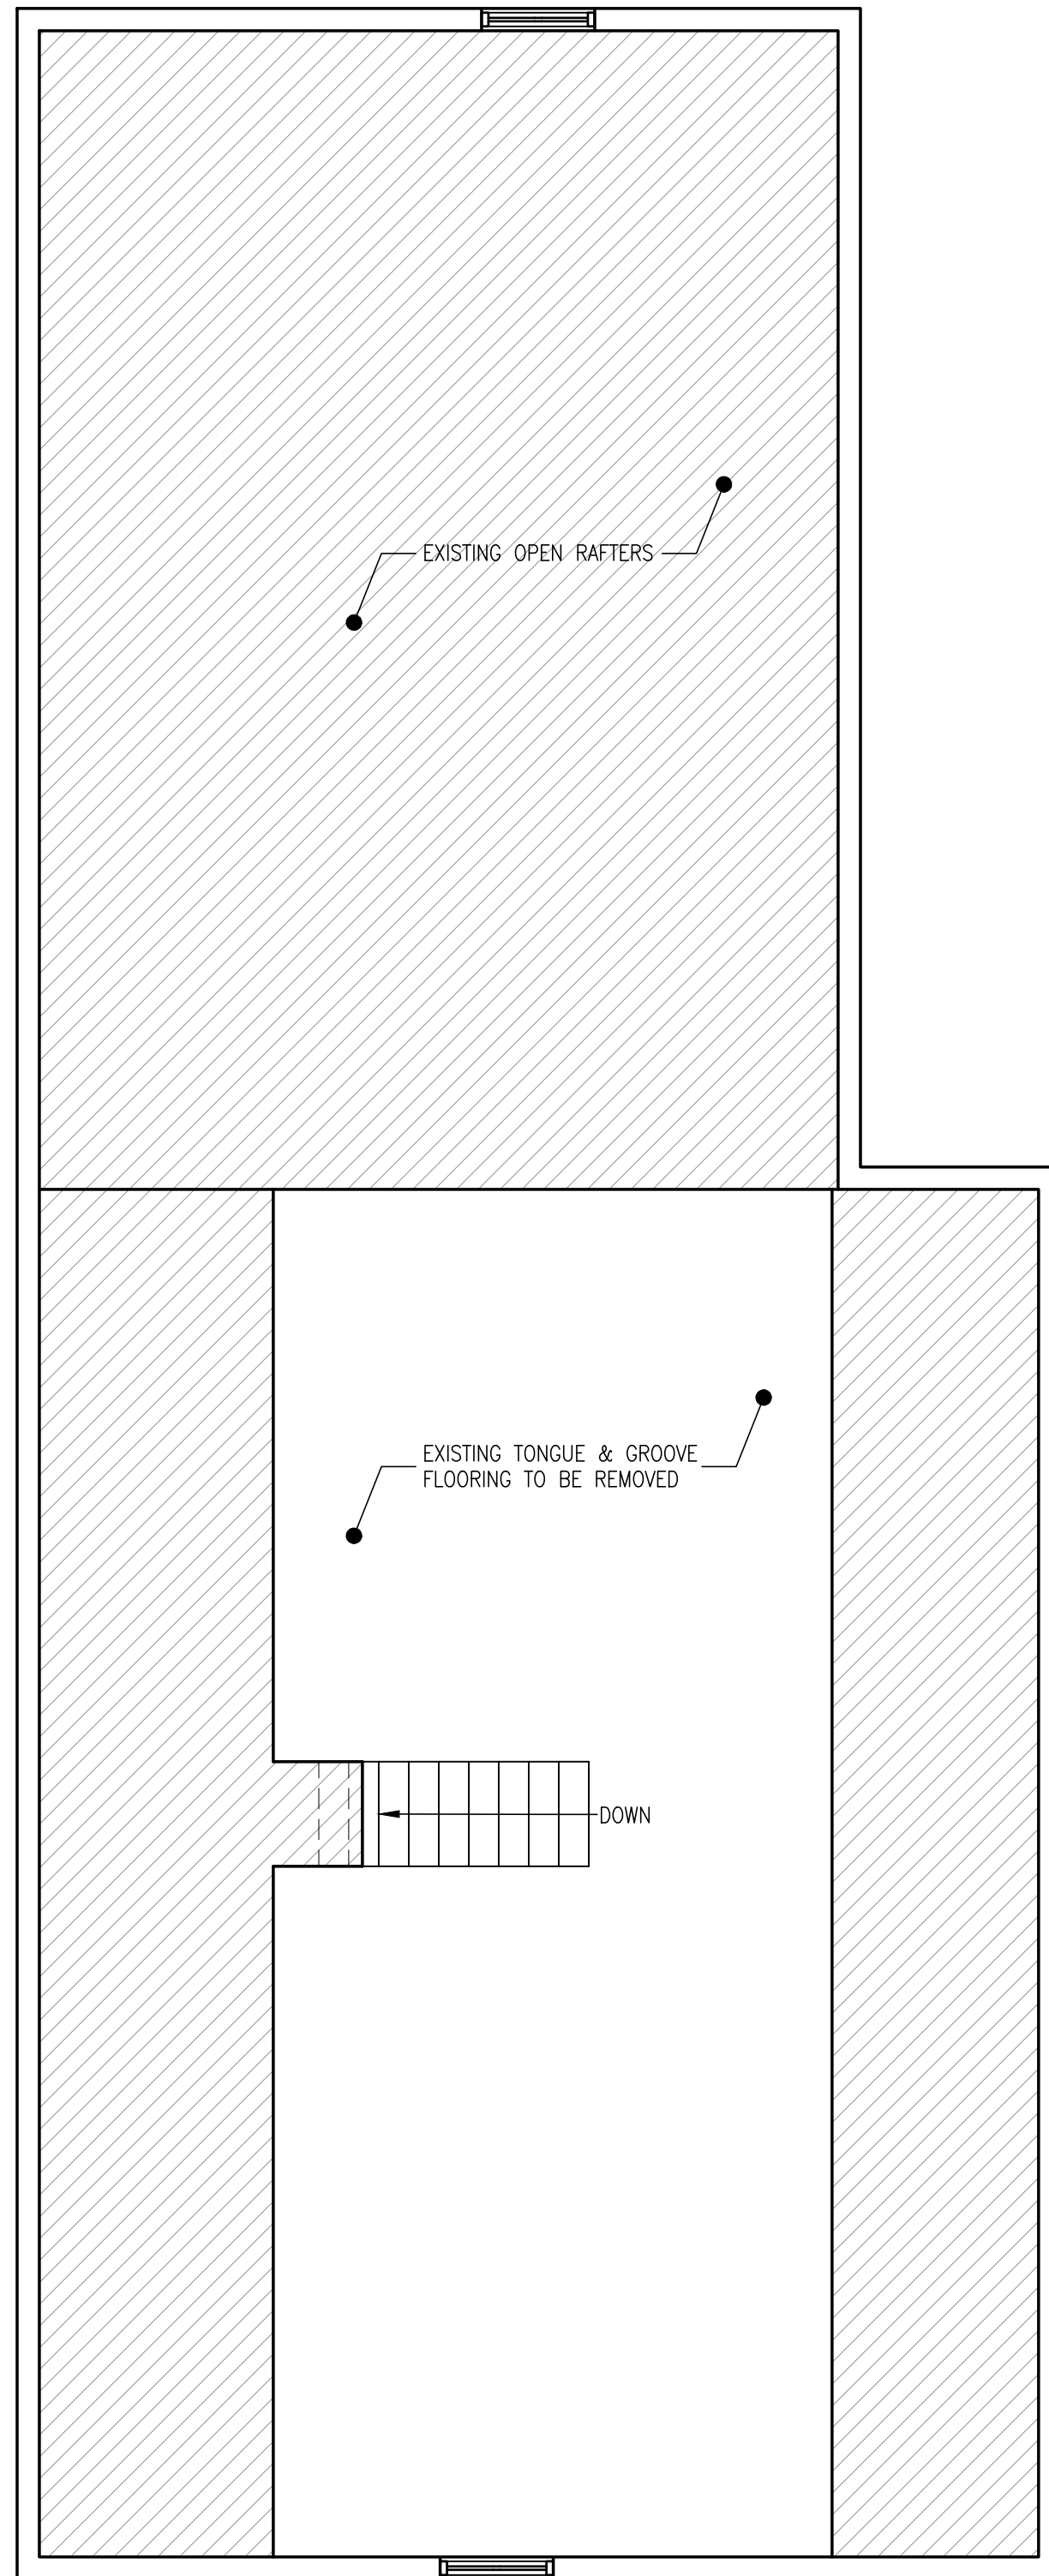 EXISTING OPEN RAFTERS
EXISTING TONGUE & GROOVE
FLOORING TO BE REMOVED
DOWN